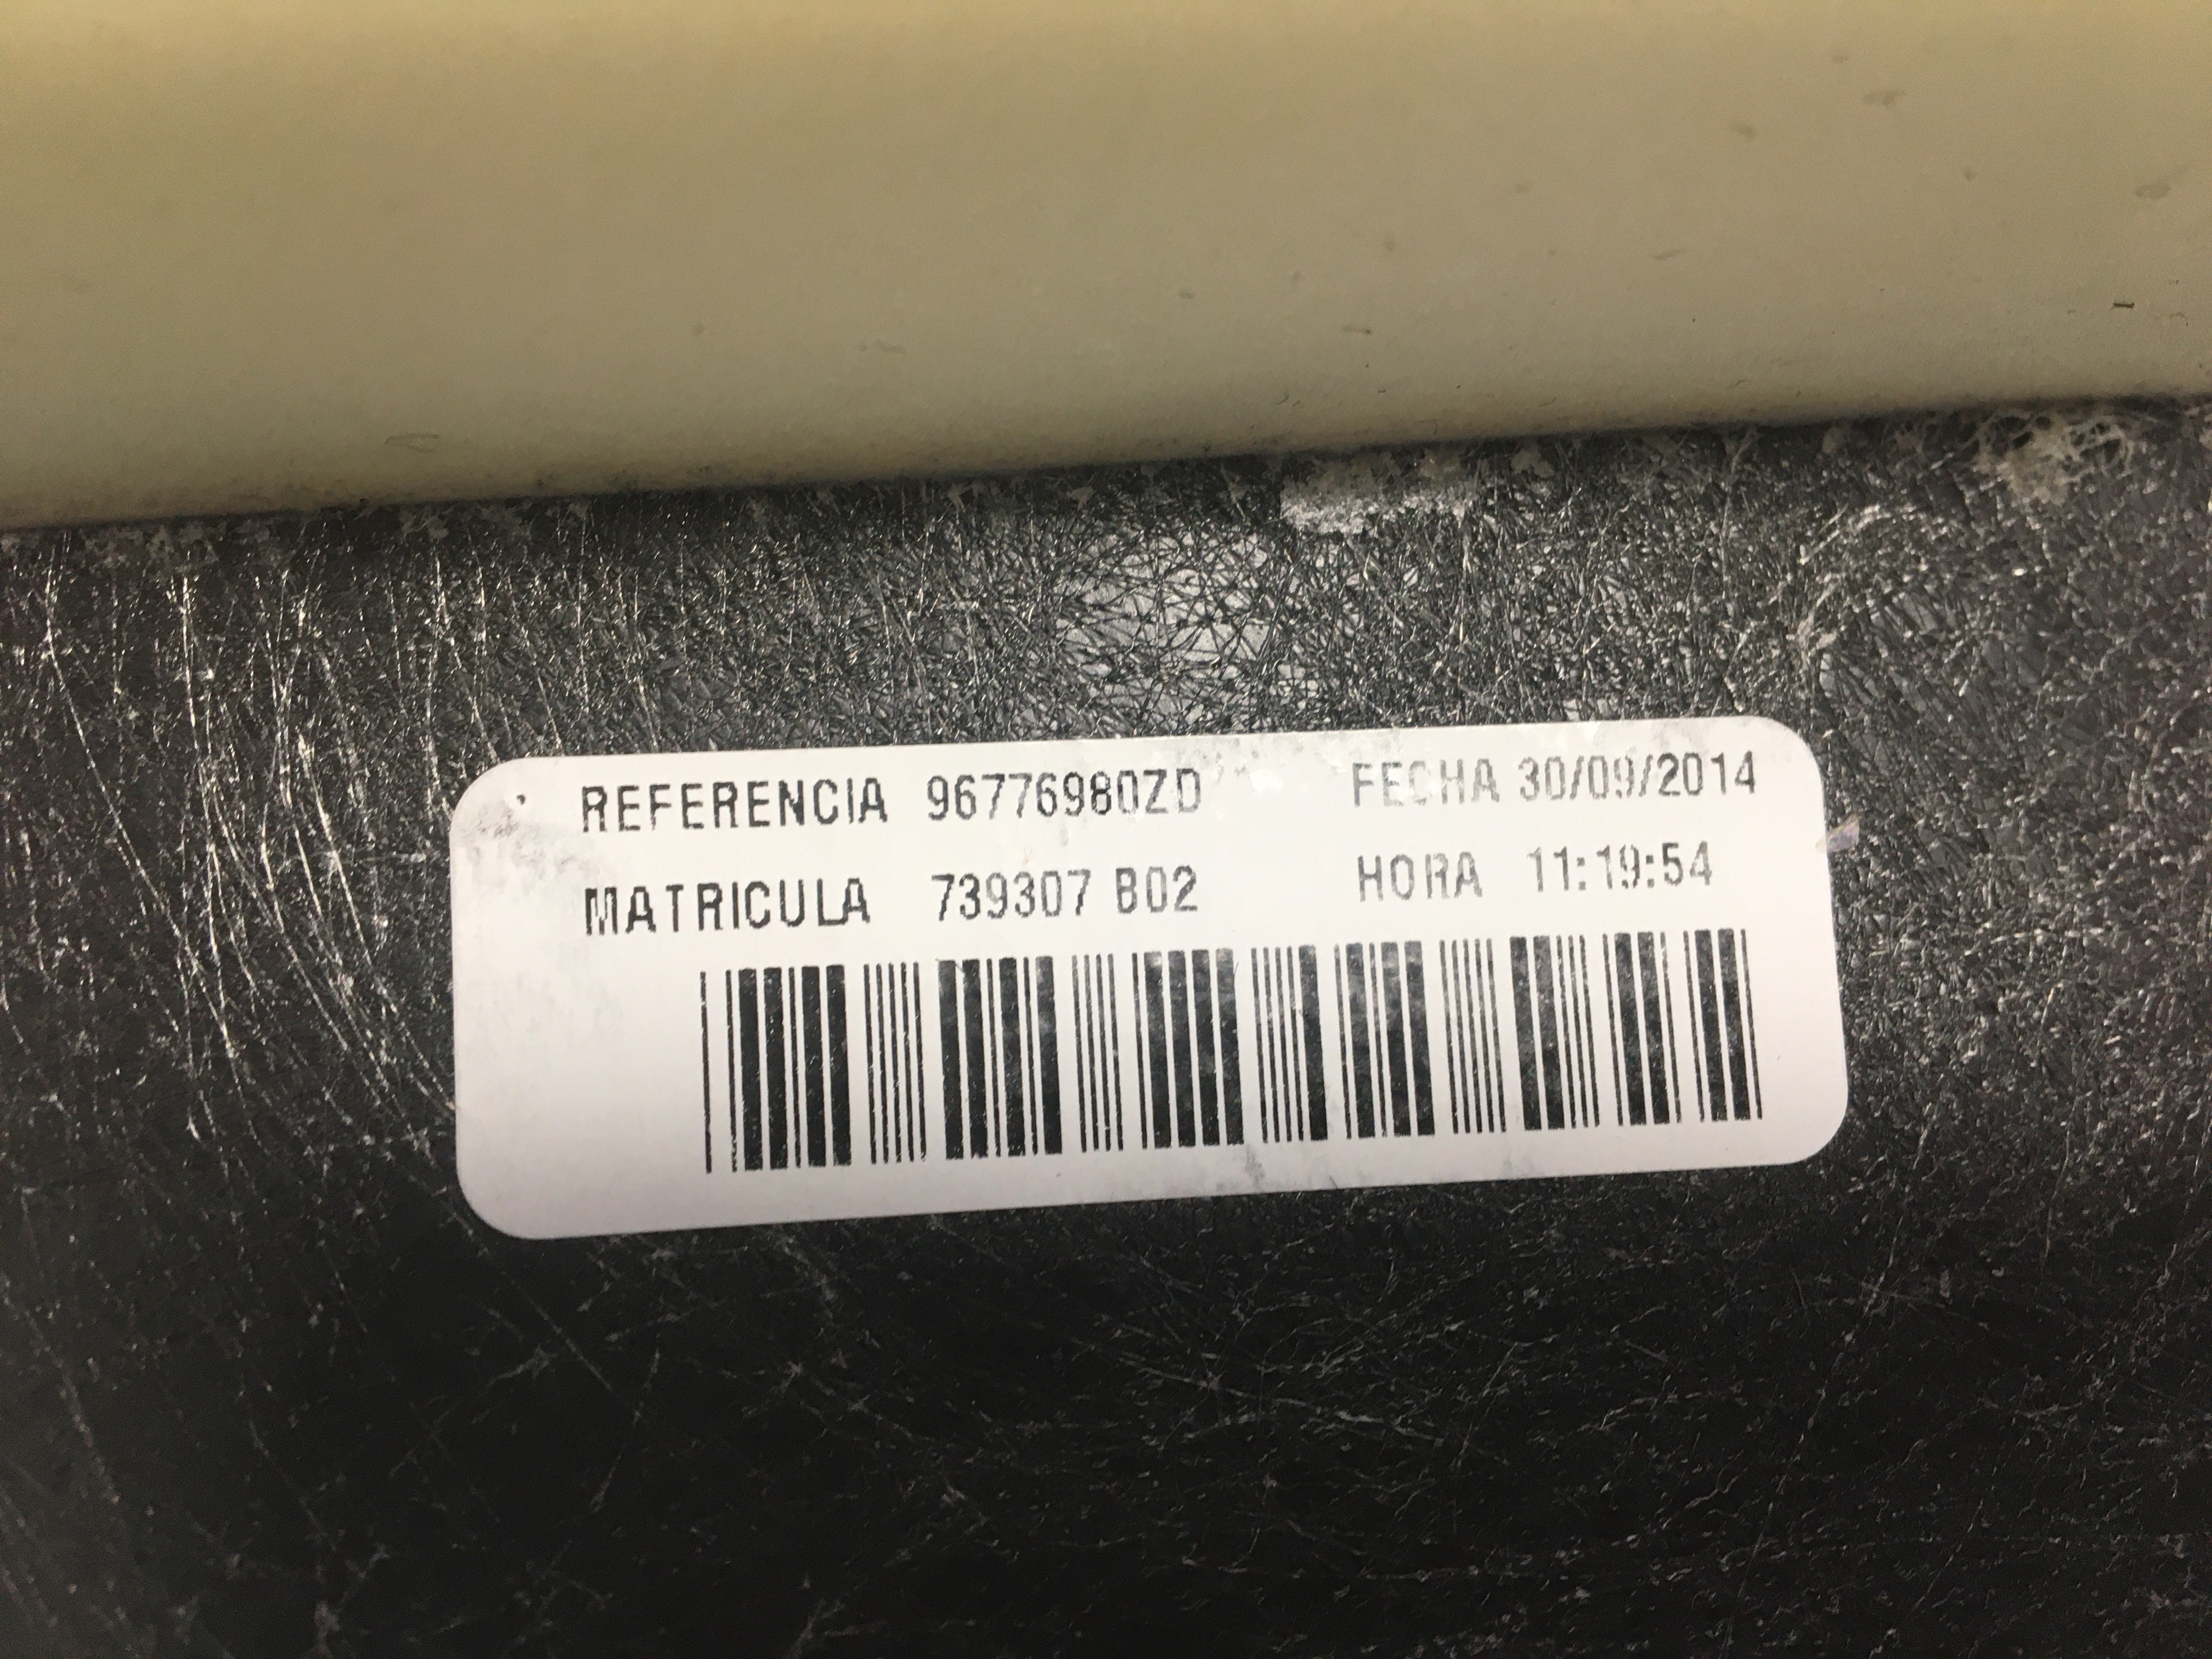 REFERENCIA 96776980ZD FECHA 30/09/2014
MATRICULA 739307 B02 HORA 11:19:54